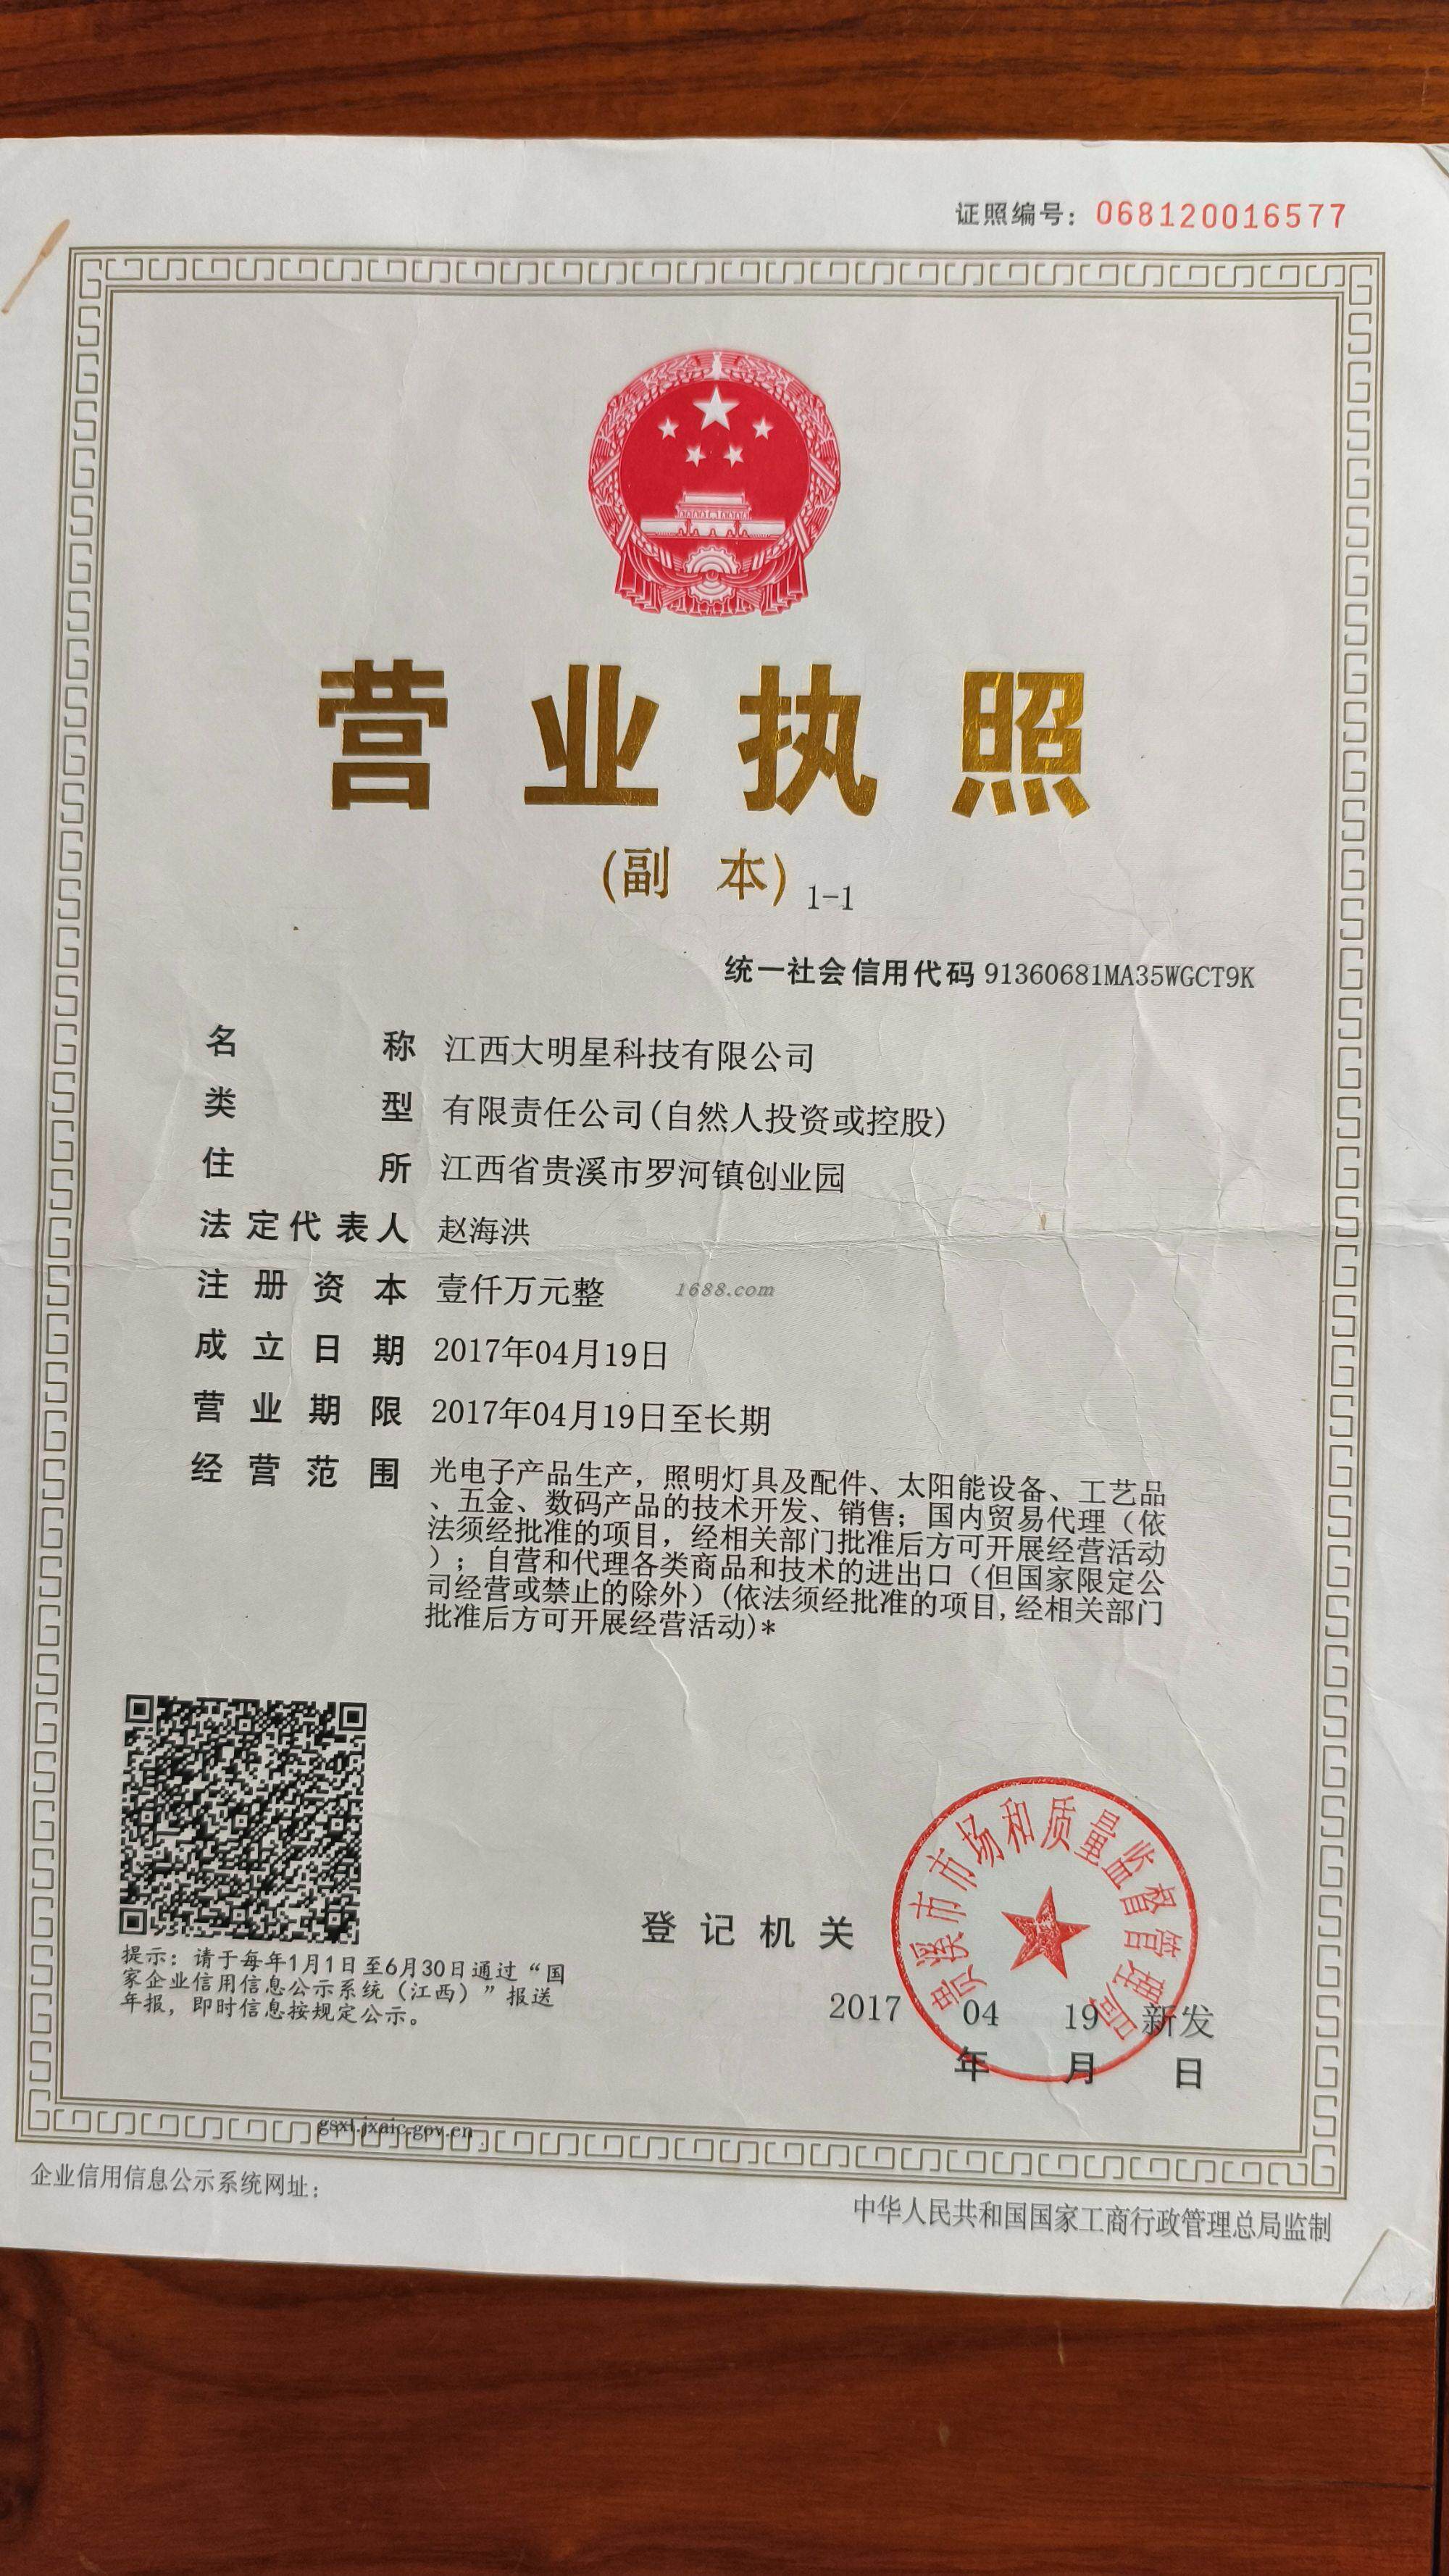 证照编号：068120016577
营业执照
(副 本) 1-1
统一社会信用代码 91360681MA35WGCT9K
名 称 江西大明星科技有限公司
类 型 有限责任公司(自然人投资或控股)
住 所 江西省贵溪市罗河镇创业园
法定代表人 赵海洪
注册资本 壹仟万元整
1688.com
成立日期 2017年04月19日
营业期限 2017年04月19日至长期
经营范围 光电子产品生产，照明灯具及配件、太阳能设备、工艺品
、五金、数码产品的技术开发、销售；国内贸易代理（依
法须经批准的项目，经相关部门批准后方可开展经营活动
）；自营和代理各类商品和技术的进出口（但国家限定公
司经营或禁止的除外）(依法须经批准的项目,经相关部门
批准后方可开展经营活动)*
提示：请于每年1月1日至6月30日通过“国
家企业信用信息公示系统（江西）”报送
年报，即时信息按规定公示。
登记机关
贵溪市市场和质量监督管理局
2017 04 19 新发
年 月 日
gsxt.jxaic.gov.cn
企业信用信息公示系统网址：
中华人民共和国国家工商行政管理总局监制